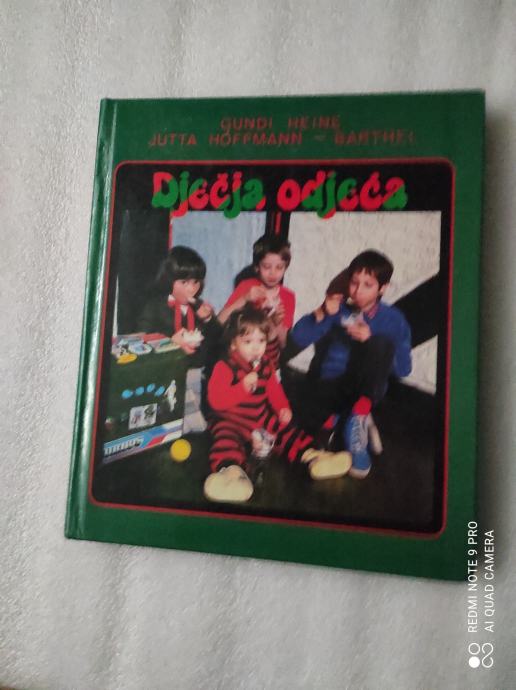 GUNDI HEINE
JUTTA HOFFMANN - BARTHEL
Dječja odjeća
REDMI NOTE 9 PRO
AI QUAD CAMERA